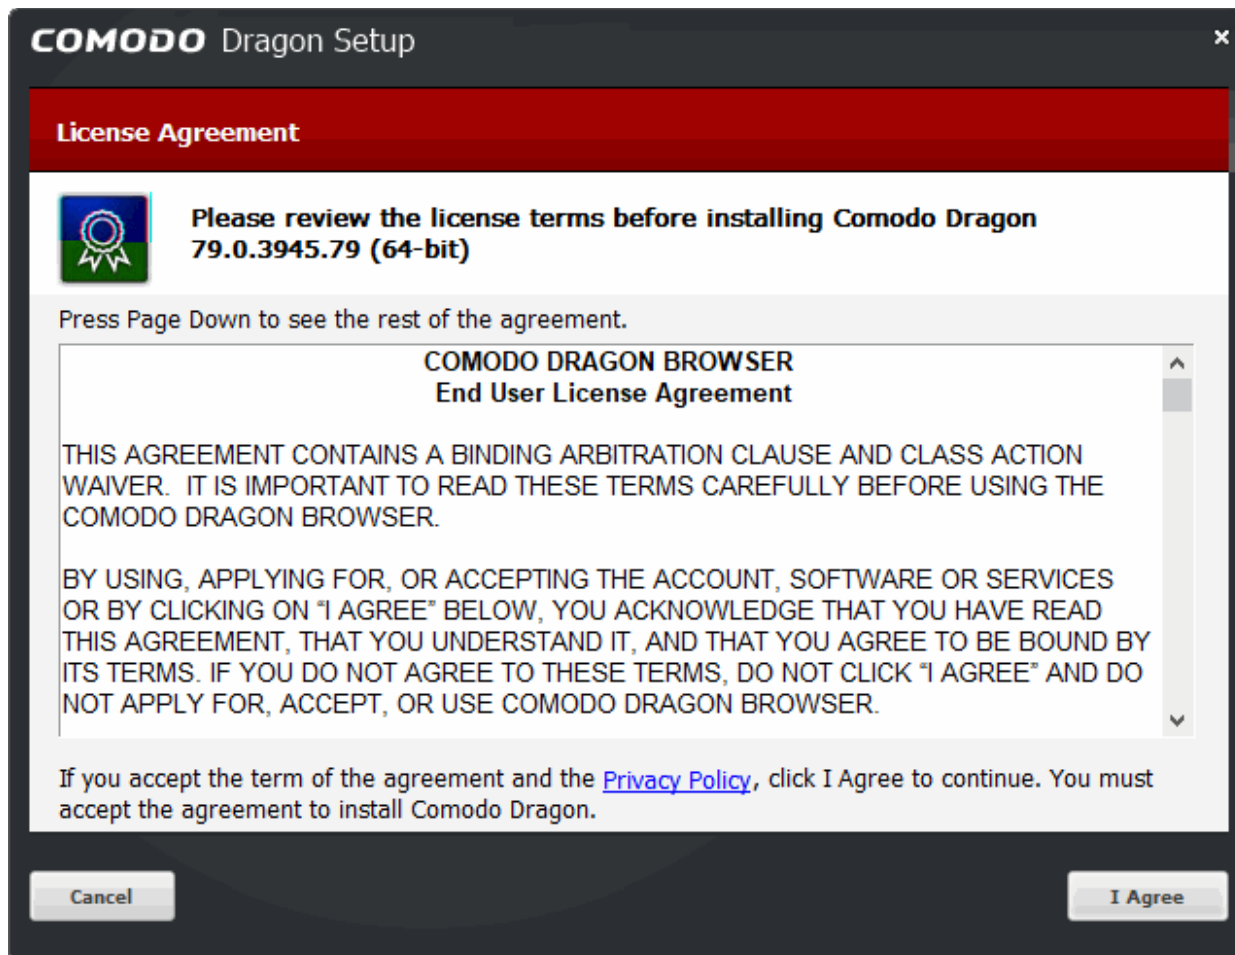 COMODO Dragon Setup
License Agreement
Please review the license terms before installing Comodo Dragon
79.0.3945.79 (64-bit)
Press Page Down to see the rest of the agreement.
COMODO DRAGON BROWSER
End User License Agreement
THIS AGREEMENT CONTAINS A BINDING ARBITRATION CLAUSE AND CLASS ACTION
WAIVER.  IT IS IMPORTANT TO READ THESE TERMS CAREFULLY BEFORE USING THE
COMODO DRAGON BROWSER.
BY USING, APPLYING FOR, OR ACCEPTING THE ACCOUNT, SOFTWARE OR SERVICES
OR BY CLICKING ON “I AGREE” BELOW, YOU ACKNOWLEDGE THAT YOU HAVE READ
THIS AGREEMENT, THAT YOU UNDERSTAND IT, AND THAT YOU AGREE TO BE BOUND BY
ITS TERMS. IF YOU DO NOT AGREE TO THESE TERMS, DO NOT CLICK “I AGREE” AND DO
NOT APPLY FOR, ACCEPT, OR USE COMODO DRAGON BROWSER.
If you accept the term of the agreement and the Privacy Policy, click I Agree to continue. You must
accept the agreement to install Comodo Dragon.
Cancel
I Agree